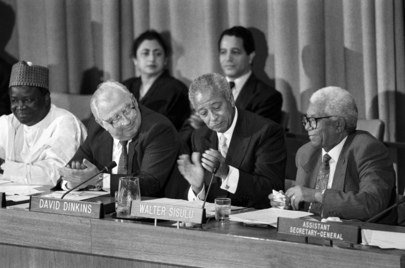 DAVID DINKINS
WALTER SISULU
ASSISTANT
SECRETARY-GENERAL